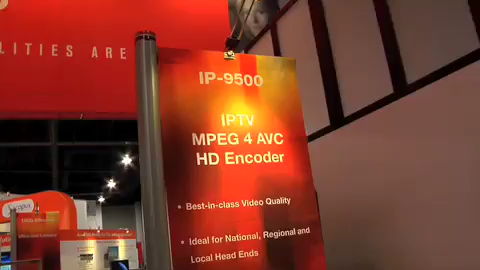 LITIES ARE
IP-9500
IPTV
MPEG 4 AVC
HD Encoder
• Best-in-class Video Quality
• Ideal for National, Regional and
Local Head Ends